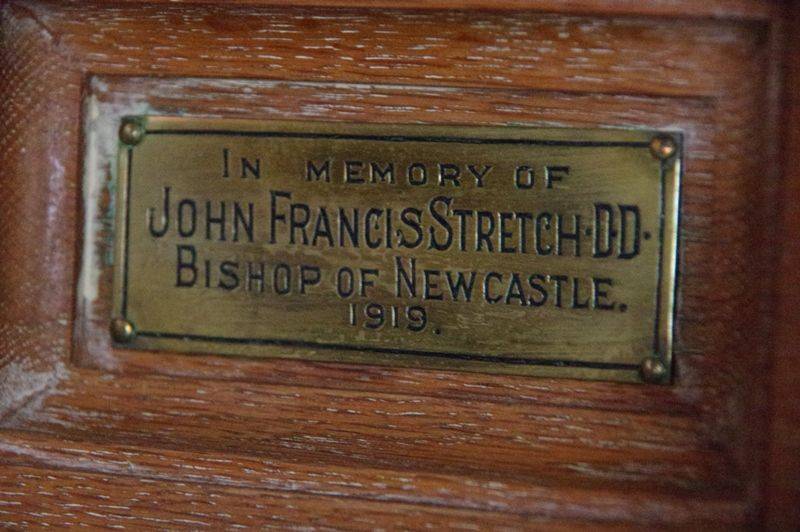 IN MEMORY OF
JOHN FRANCIS STRETCH·D·D·
BISHOP OF NEWCASTLE.
1919.